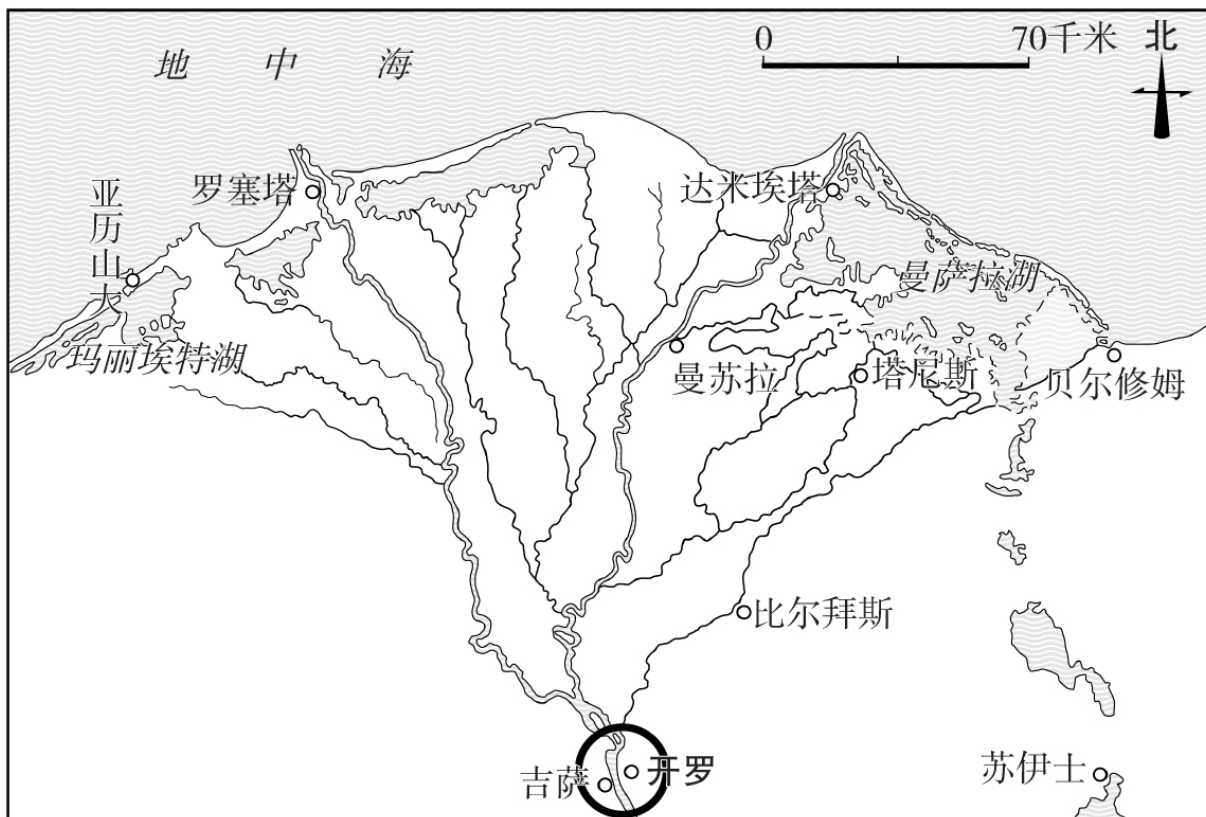 地中海
0 70千米 北
罗塞塔
达米埃塔
亚历山大
曼萨拉湖
玛丽埃特湖
曼苏拉
塔尼斯
贝尔修姆
比尔拜斯
吉萨
开罗
苏伊士